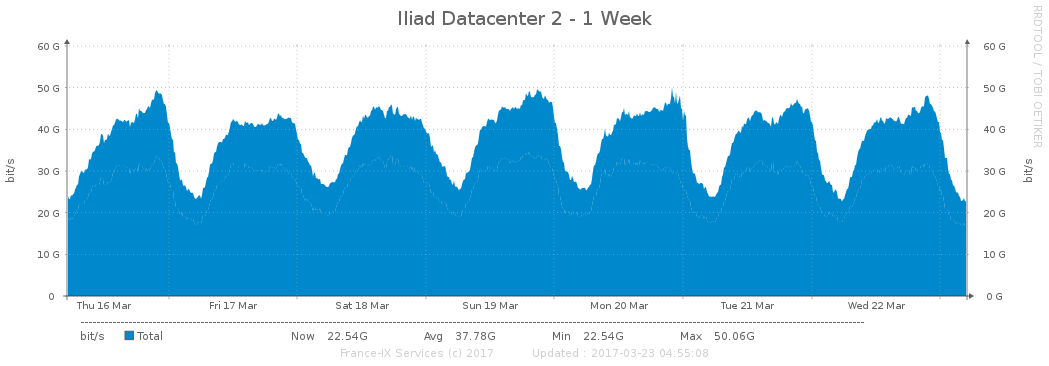 Iliad Datacenter 2 - 1 Week
RRDTOOL / TOBI OETIKER
60 G 60 G
50 G 50 G
40 G 40 G
30 G 30 G
20 G 20 G
10 G 10 G
0 0 G
bit/s bit/s
Thu 16 Mar Fri 17 Mar Sat 18 Mar Sun 19 Mar Mon 20 Mar Tue 21 Mar Wed 22 Mar
bit/s Total Now 22.54G Avg 37.78G Min 22.54G Max 50.06G
France-IX Services (c) 2017 Updated : 2017-03-23 04:55:08